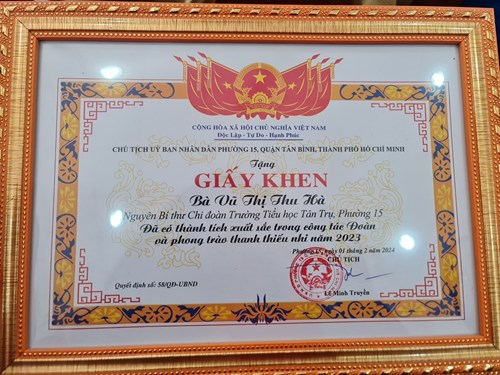 CỘNG HÒA XÃ HỘI CHỦ NGHĨA VIỆT NAM
Độc Lập - Tự Do - Hạnh Phúc
CHỦ TỊCH UỶ BAN NHÂN DÂN PHƯỜNG 15, QUẬN TÂN BÌNH, THÀNH PHỐ HỒ CHÍ MINH
Tặng
GIẤY KHEN
Bà Vũ Thị Thu Hà
Nguyên Bí thư Chi đoàn Trường Tiểu học Tân Trụ, Phường 15
Đã có thành tích xuất sắc trong công tác Đoàn
và phong trào thanh thiếu nhi năm 2023
Phường 15, ngày 01 tháng 2 năm 2024
CHỦ TỊCH
Quyết định số: 58/QĐ-UBND
Lê Minh Truyền